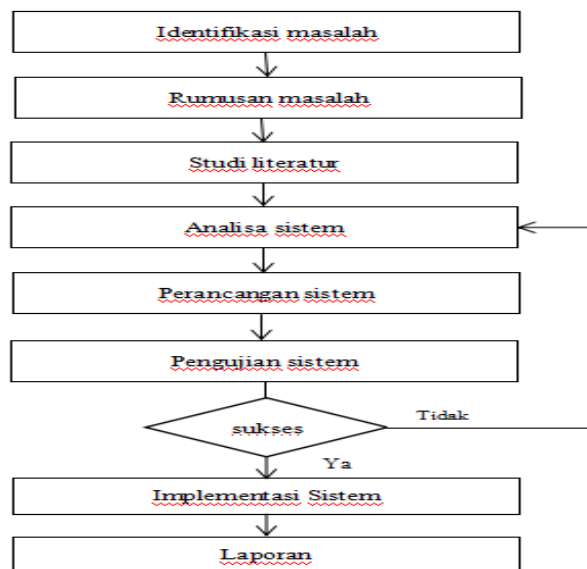 Identifikasi masalah
Rumusan masalah
Studi literatur
Analisa sistem
Perancangan sistem
Pengujian sistem
sukses
Tidak
Ya
Implementasi Sistem
Laporan